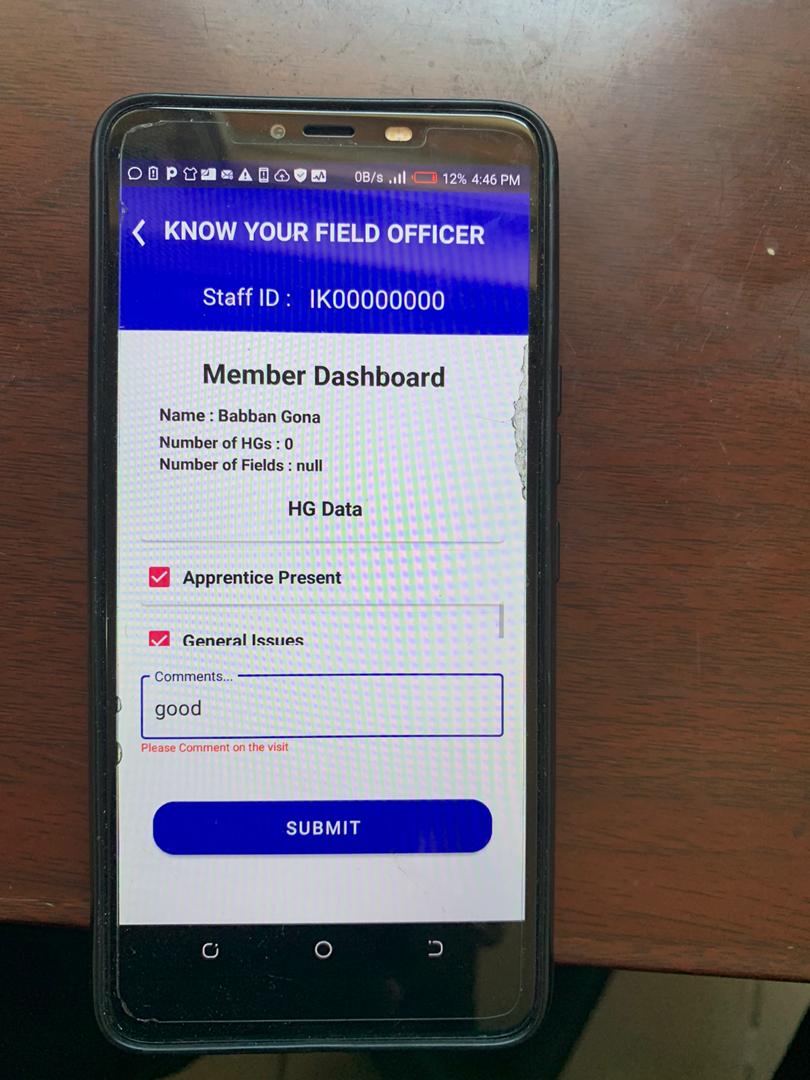 0B/s 12% 4:46 PM
KNOW YOUR FIELD OFFICER
Staff ID : IK00000000
Member Dashboard
Name : Babban Gona
Number of HGs : 0
Number of Fields : null
HG Data
Apprentice Present
General Issues
Comments...
good
Please Comment on the visit
SUBMIT